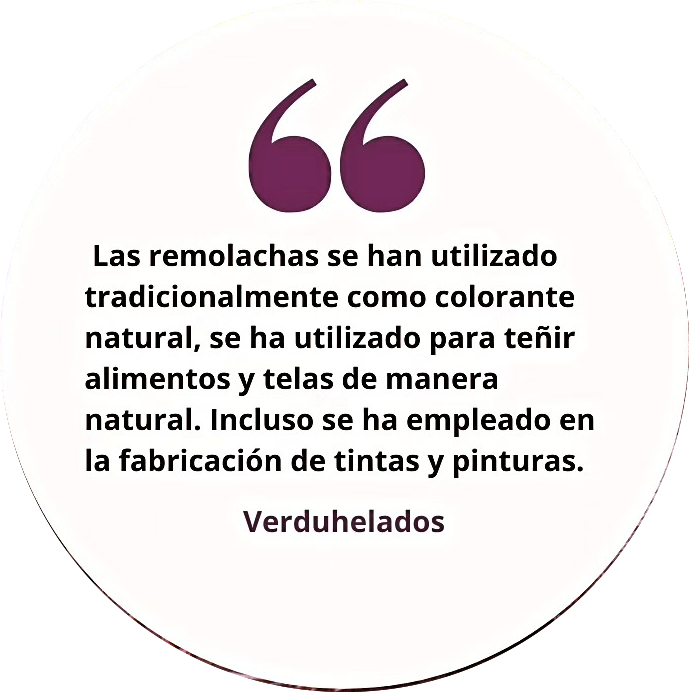 Las remolachas se han utilizado
tradicionalmente como colorante
natural, se ha utilizado para teñir
alimentos y telas de manera
natural. Incluso se ha empleado en
la fabricación de tintas y pinturas.
Verduhelados